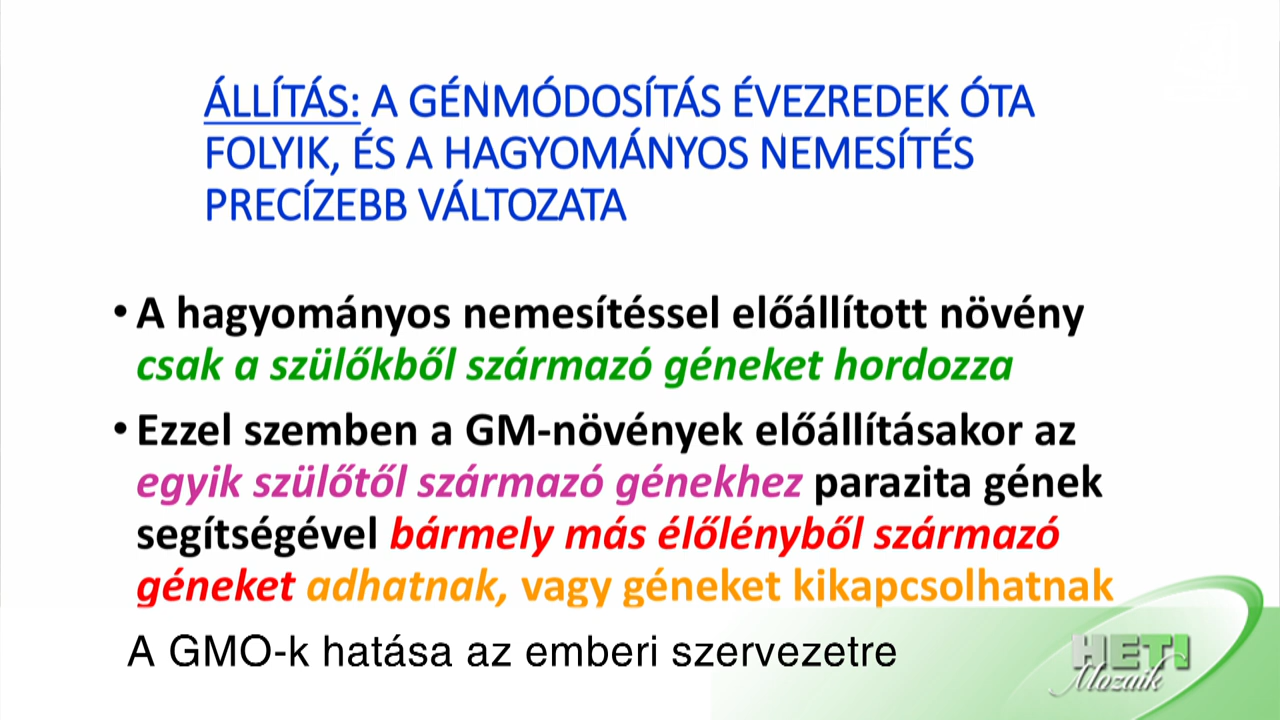 ÁLLÍTÁS: A GÉNMÓDOSÍTÁS ÉVEZREDEK ÓTA
FOLYIK, ÉS A HAGYOMÁNYOS NEMESÍTÉS
PRECÍZEBB VÁLTOZATA
• A hagyományos nemesítéssel előállított növény
csak a szülőkből származó géneket hordozza
• Ezzel szemben a GM-növények előállításakor az
egyik szülőtől származó génekhez parazita gének
segítségével bármely más élőlényből származó
géneket adhatnak, vagy géneket kikapcsolhatnak
A GMO-k hatása az emberi szervezetre
HETI
Mozaik